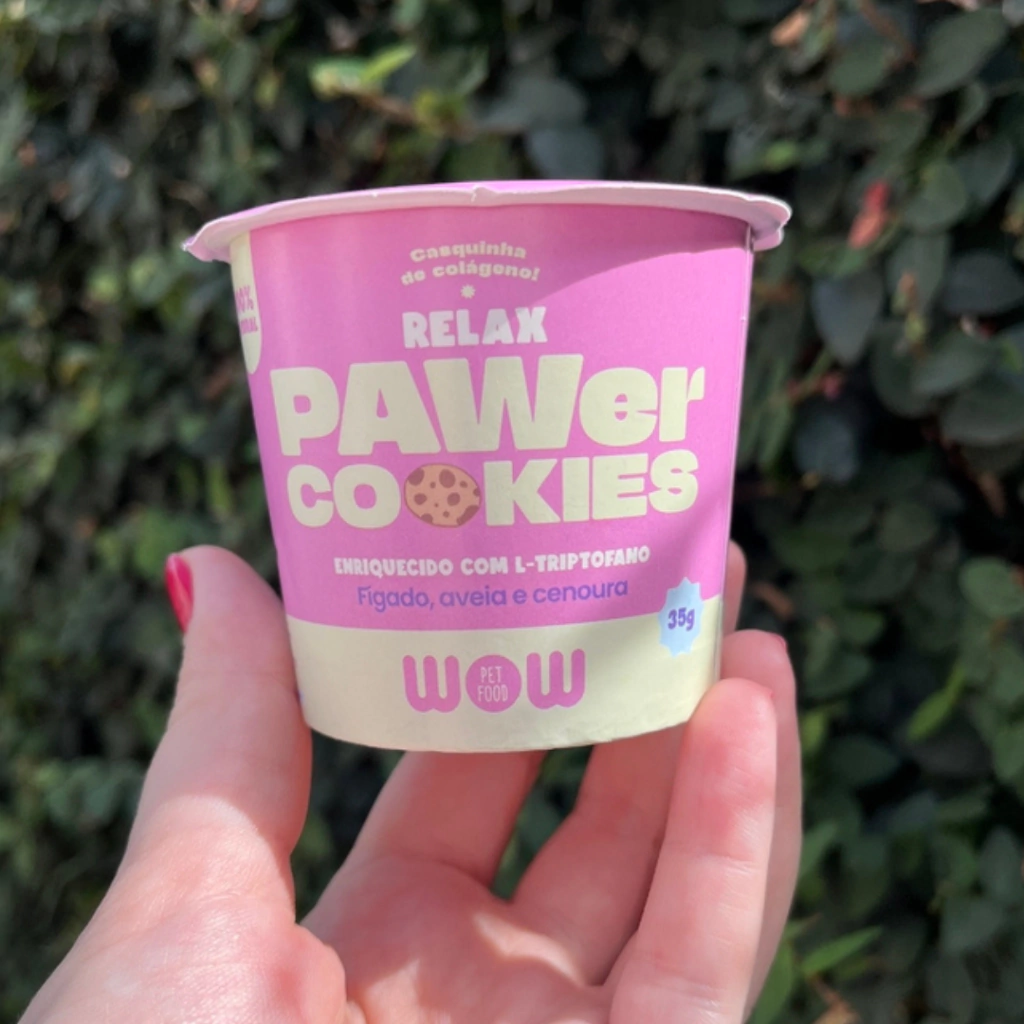 Casquinha
de colágeno!
RELAX
PAWer
COOKIES
ENRIQUECIDO COM L-TRIPTOFANO
Fígado, aveia e cenoura
35g
WOW
PET
FOOD